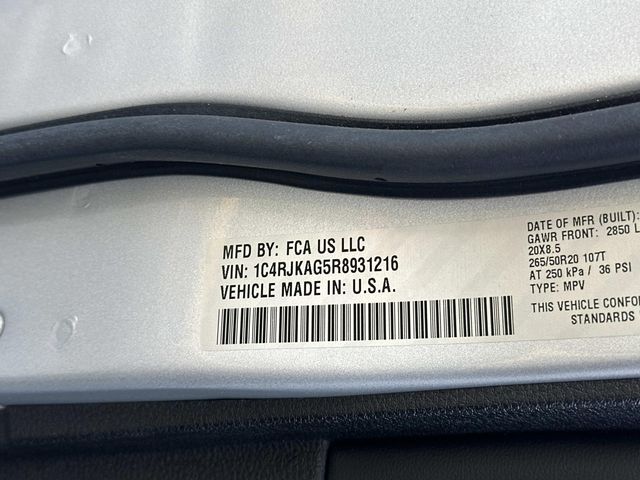 MFD BY: FCA US LLC
VIN: 1C4RJKAG5R8931216
VEHICLE MADE IN: U.S.A.
DATE OF MFR (BUILT):
GAWR FRONT: 2850 L
20X8.5
265/50R20 107T
AT 250 kPa / 36 PSI
TYPE: MPV
THIS VEHICLE CONFO
STANDARDS